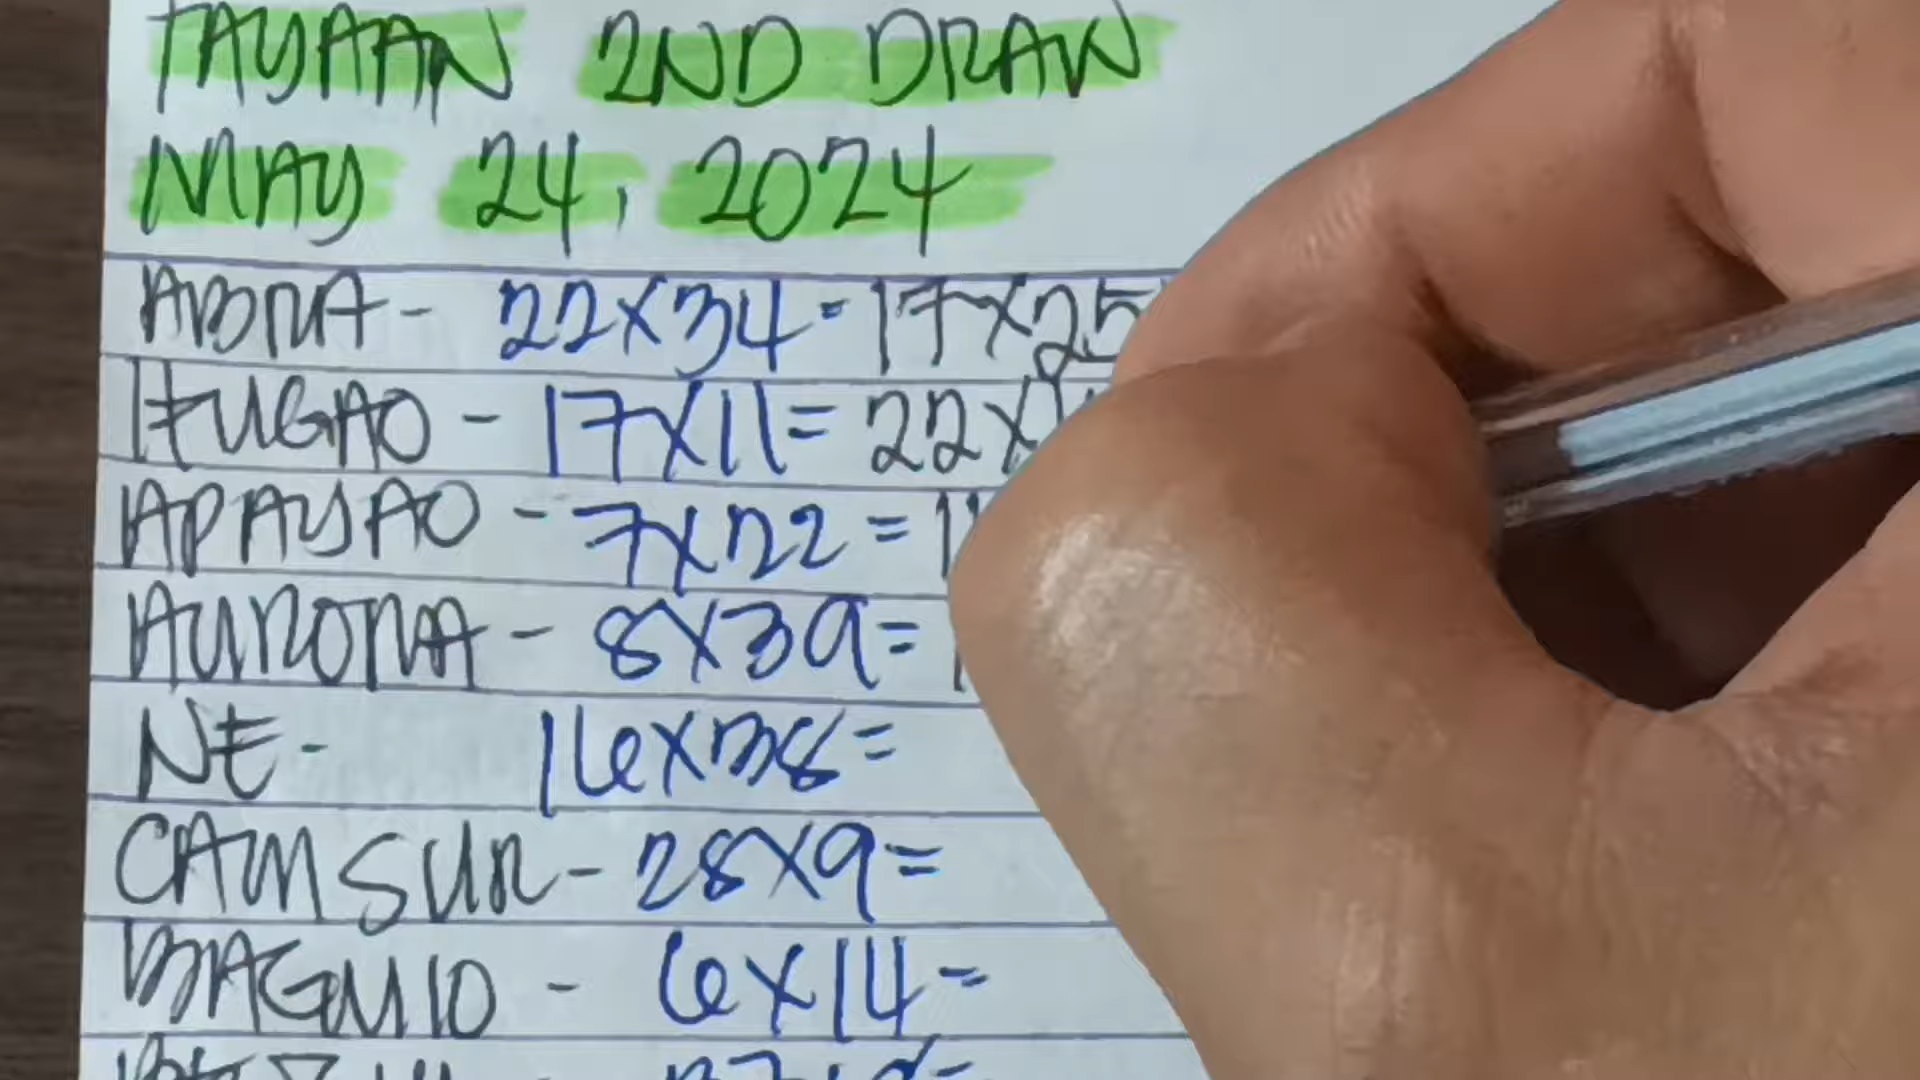 TAYAAN 2ND DRAW
MAY 24, 2024
ABRA - 22x34 - 17x25
IFUGAO - 17x11= 22x
APAYAO - 7x22 =
AURORA - 8x39=
NE - 16x38=
CAMSUR - 28x9=
BAGUIO - 6x14=